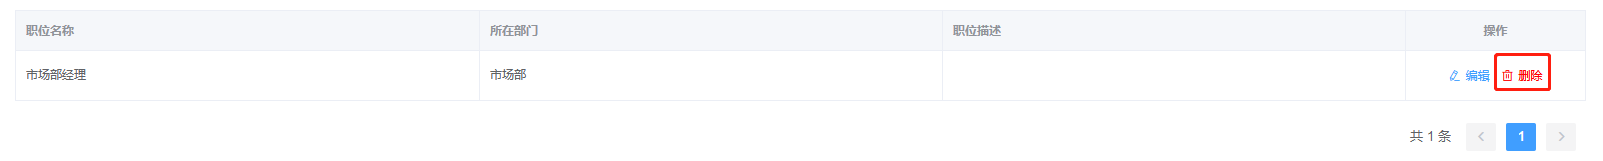 职位名称 所在部门 职位描述 操作
市场部经理 市场部 编辑 删除
共 1 条 1